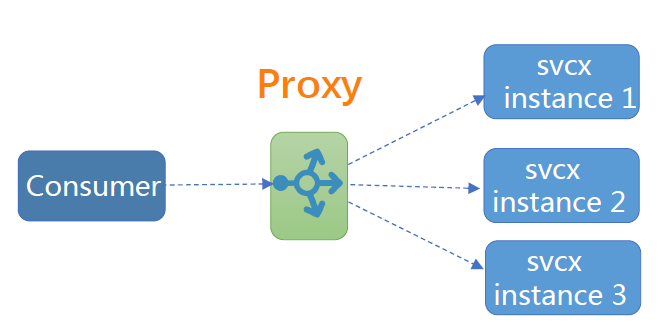 Proxy
Consumer
svcx
instance 1
svcx
instance 2
svcx
instance 3